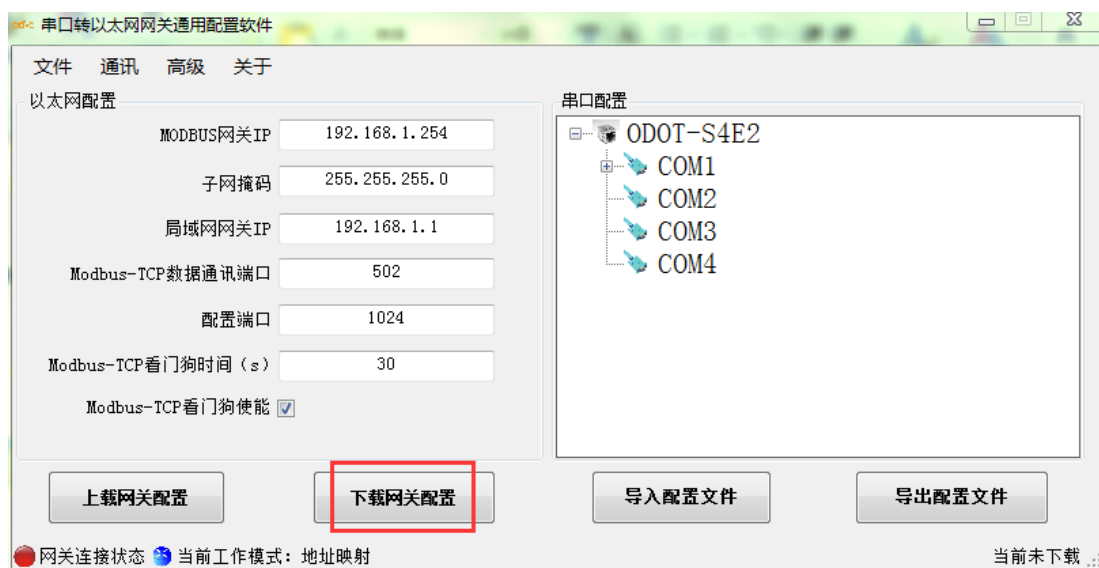 串口转以太网网关通用配置软件
文件 通讯 高级 关于
以太网配置
MODBUS网关IP 192.168.1.254
子网掩码 255.255.255.0
局域网网关IP 192.168.1.1
Modbus-TCP数据通讯端口 502
配置端口 1024
Modbus-TCP看门狗时间（s） 30
Modbus-TCP看门狗使能
串口配置
ODOT-S4E2
COM1
COM2
COM3
COM4
上载网关配置 下载网关配置 导入配置文件 导出配置文件
网关连接状态 当前工作模式：地址映射 当前未下载